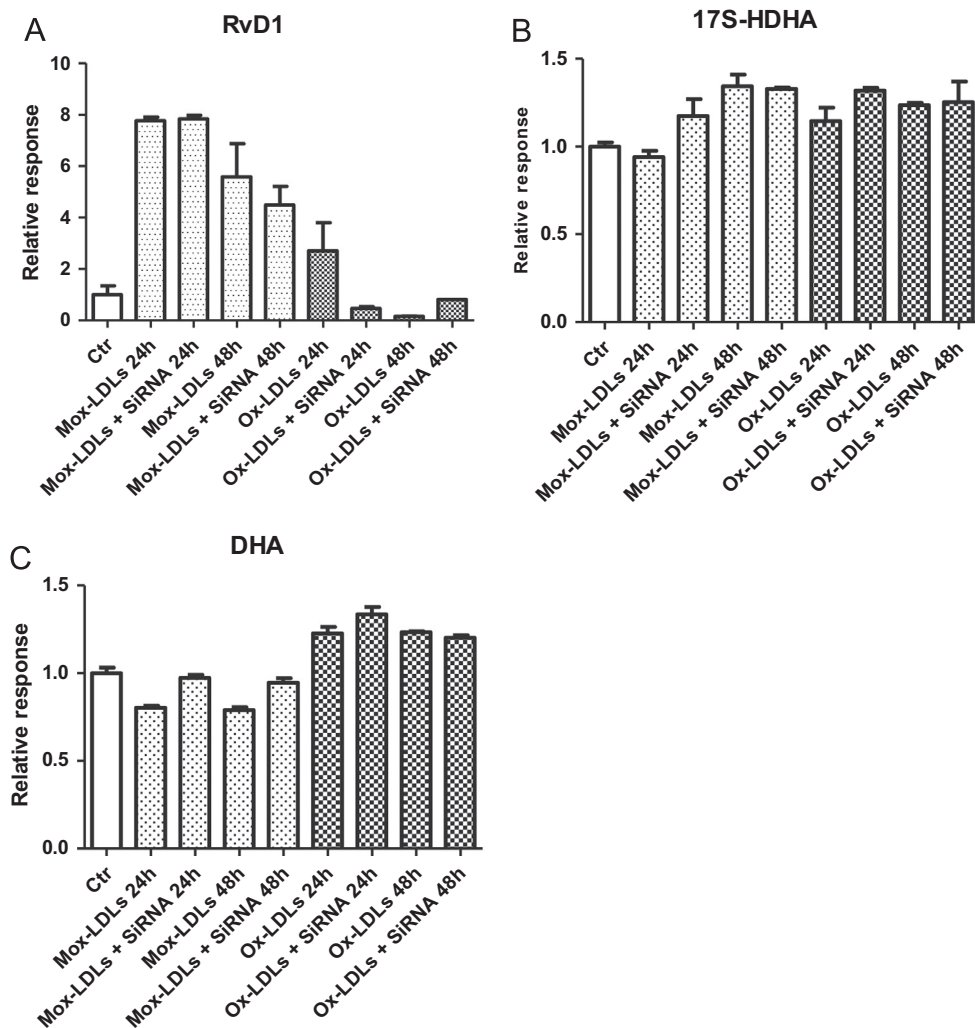 A
RvD1
Relative response
10
8
6
4
2
0
Ctr
Mox-LDLs 24h
Mox-LDLs + SiRNA 24h
Mox-LDLs 48h
Mox-LDLs + SiRNA 48h
Ox-LDLs 24h
Ox-LDLs + SiRNA 24h
Ox-LDLs 48h
Ox-LDLs + SiRNA 48h
B
17S-HDHA
Relative response
1.5
1.0
0.5
0.0
Ctr
Mox-LDLs 24h
Mox-LDLs + SiRNA 24h
Mox-LDLs 48h
Mox-LDLs + SiRNA 48h
Ox-LDLs 24h
Ox-LDLs + SiRNA 24h
Ox-LDLs 48h
Ox-LDLs + SiRNA 48h
C
DHA
Relative response
1.5
1.0
0.5
0.0
Ctr
Mox-LDLs 24h
Mox-LDLs + SiRNA 24h
Mox-LDLs 48h
Mox-LDLs + SiRNA 48h
Ox-LDLs 24h
Ox-LDLs + SiRNA 24h
Ox-LDLs 48h
Ox-LDLs + SiRNA 48h